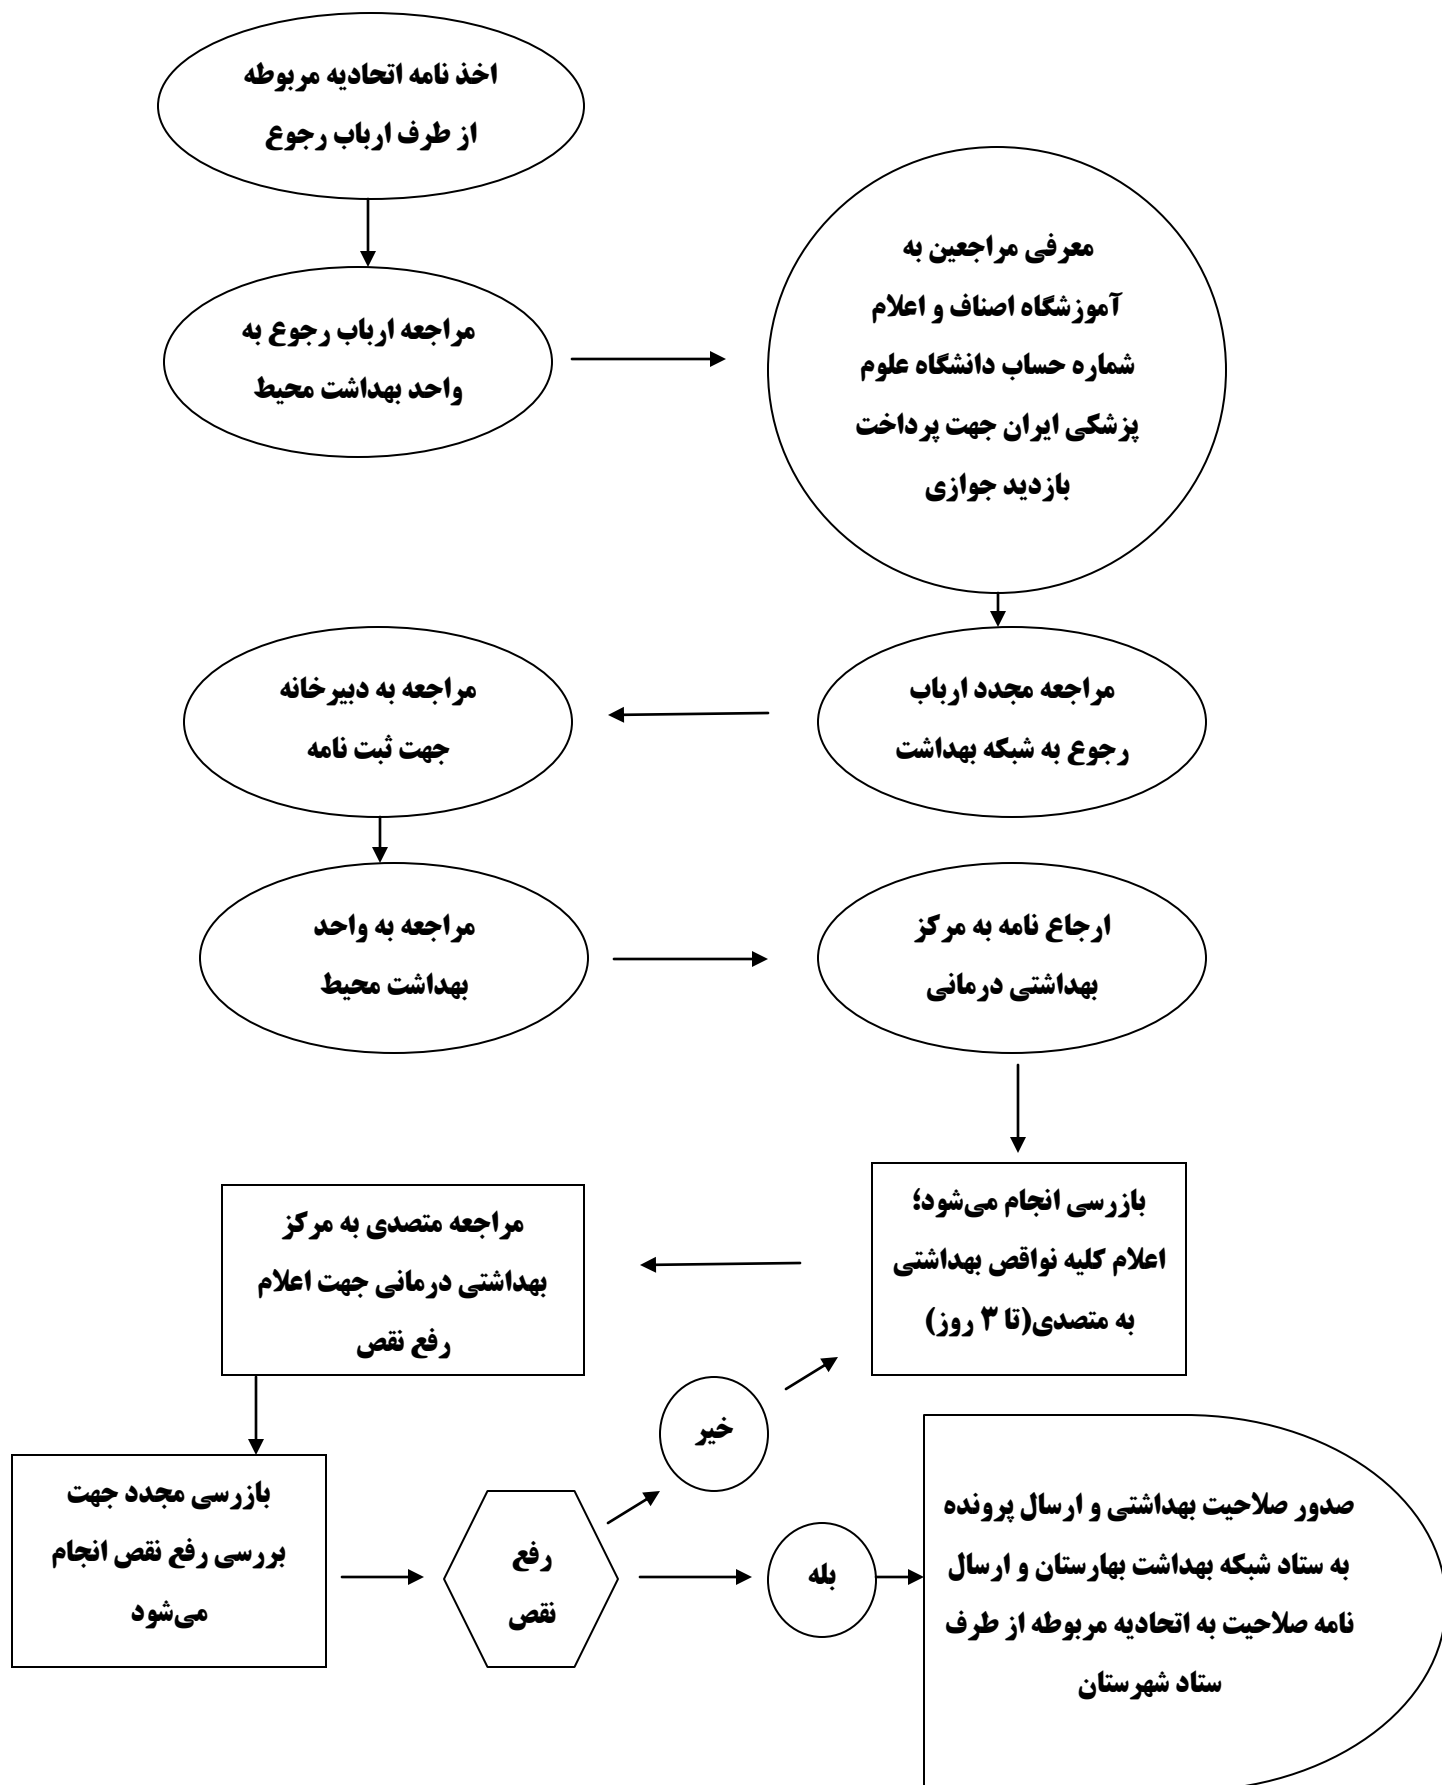 اخذ نامه اتحادیه مربوطه
از طرف ارباب رجوع
مراجعه ارباب رجوع به
واحد بهداشت محیط
معرفی مراجعین به
آموزشگاه اصناف و اعلام
شماره حساب دانشگاه علوم
پزشکی ایران جهت پرداخت
بازدید جوازی
مراجعه مجدد ارباب
رجوع به شبکه بهداشت
مراجعه به دبیرخانه
جهت ثبت نامه
مراجعه به واحد
بهداشت محیط
ارجاع نامه به مرکز
بهداشتی درمانی
بازرسی انجام می‌شود؛
اعلام کلیه نواقص بهداشتی
به متصدی(تا ۳ روز)
مراجعه متصدی به مرکز
بهداشتی درمانی جهت اعلام
رفع نقص
بازرسی مجدد جهت
بررسی رفع نقص انجام
می‌شود
رفع
نقص
خیر
بله
صدور صلاحیت بهداشتی و ارسال پرونده
به ستاد شبکه بهداشت بهارستان و ارسال
نامه صلاحیت به اتحادیه مربوطه از طرف
ستاد شهرستان